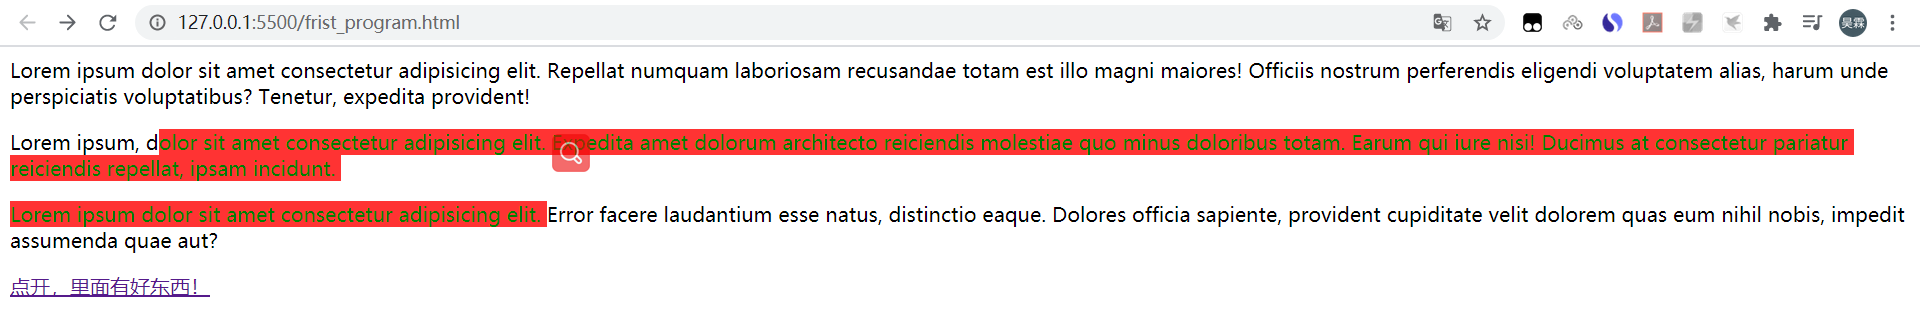 127.0.0.1:5500/frist_program.html
昊霖
Lorem ipsum dolor sit amet consectetur adipisicing elit. Repellat numquam laboriosam recusandae totam est illo magni maiores! Officiis nostrum perferendis eligendi voluptatem alias, harum unde
perspiciatis voluptatibus? Tenetur, expedita provident!
Lorem ipsum, dolor sit amet consectetur adipisicing elit. Expedita amet dolorum architecto reiciendis molestiae quo minus doloribus totam. Earum qui iure nisi! Ducimus at consectetur pariatur
reiciendis repellat, ipsam incidunt.
Lorem ipsum dolor sit amet consectetur adipisicing elit. Error facere laudantium esse natus, distinctio eaque. Dolores officia sapiente, provident cupiditate velit dolorem quas eum nihil nobis, impedit
assumenda quae aut?
点开，里面有好东西！